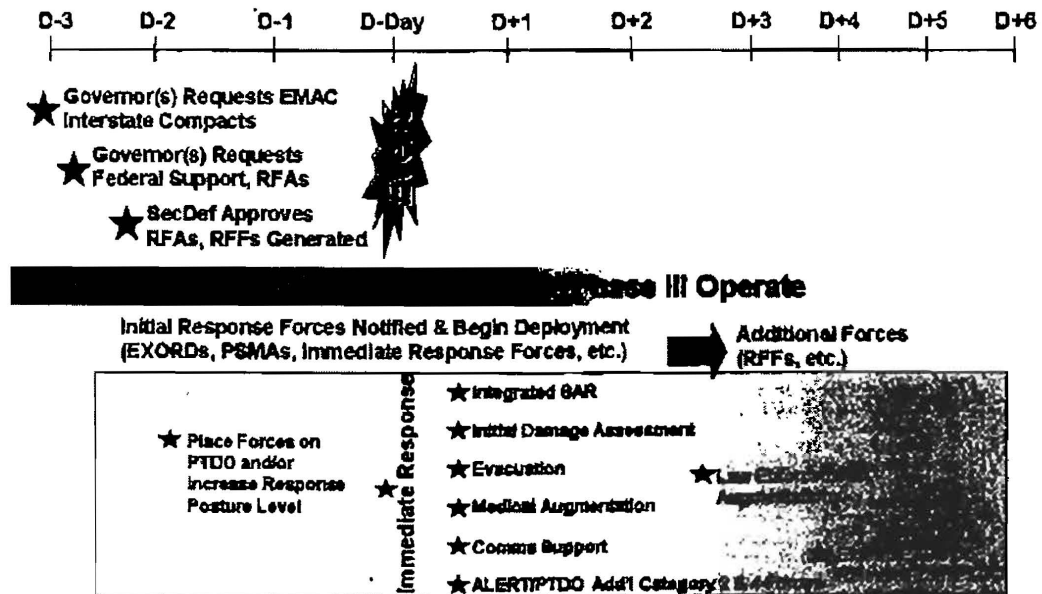 D-3 D-2 D-1 D-Day D+1 D+2 D+3 D+4 D+5 D+6
Governor(s) Requests EMAC
Interstate Compacts
Governor(s) Requests
Federal Support, RFAs
SecDef Approves
RFAs, RFFs Generated
III Operate
Initial Response Forces Notified & Begin Deployment
(EXORDs, PSMAs, Immediate Response Forces, etc.)
Additional Forces
(RFFs, etc.)
Place Forces on
PTDO and/or
Increase Response
Posture Level
Immediate Response
Integrated SAR
Initial Damage Assessment
Evacuation
Medical Augmentation
Comms Support
ALERT/PTDO Add'l Category